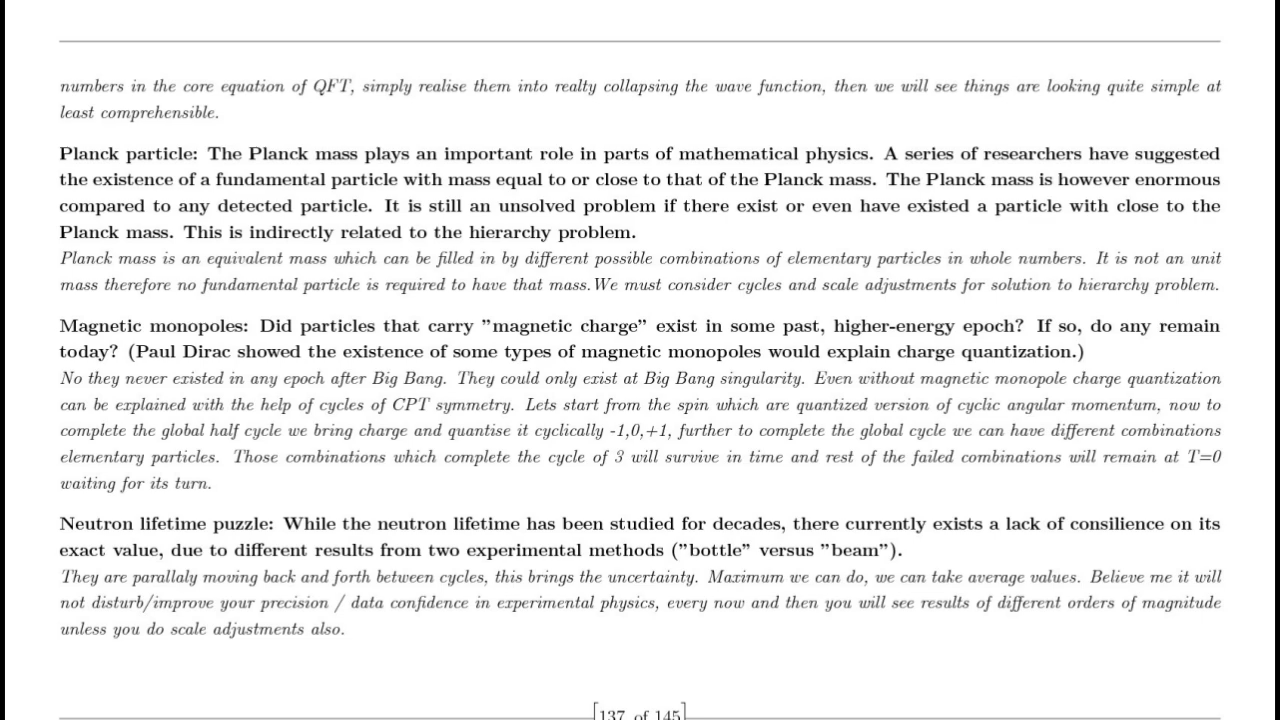 numbers in the core equation of QFT, simply realise them into realty collapsing the wave function, then we will see things are looking quite simple at
least comprehensible.
Planck particle: The Planck mass plays an important role in parts of mathematical physics. A series of researchers have suggested
the existence of a fundamental particle with mass equal to or close to that of the Planck mass. The Planck mass is however enormous
compared to any detected particle. It is still an unsolved problem if there exist or even have existed a particle with close to the
Planck mass. This is indirectly related to the hierarchy problem.
Planck mass is an equivalent mass which can be filled in by different possible combinations of elementary particles in whole numbers. It is not an unit
mass therefore no fundamental particle is required to have that mass. We must consider cycles and scale adjustments for solution to hierarchy problem.
Magnetic monopoles: Did particles that carry ”magnetic charge” exist in some past, higher-energy epoch? If so, do any remain
today? (Paul Dirac showed the existence of some types of magnetic monopoles would explain charge quantization.)
No they never existed in any epoch after Big Bang. They could only exist at Big Bang singularity. Even without magnetic monopole charge quantization
can be explained with the help of cycles of CPT symmetry. Lets start from the spin which are quantized version of cyclic angular momentum, now to
complete the global half cycle we bring charge and quantise it cyclically -1,0,+1, further to complete the global cycle we can have different combinations
elementary particles. Those combinations which complete the cycle of 3 will survive in time and rest of the failed combinations will remain at T=0
waiting for its turn.
Neutron lifetime puzzle: While the neutron lifetime has been studied for decades, there currently exists a lack of consilience on its
exact value, due to different results from two experimental methods (”bottle” versus ”beam”).
They are parallaly moving back and forth between cycles, this brings the uncertainty. Maximum we can do, we can take average values. Believe me it will
not disturb/improve your precision / data confidence in experimental physics, every now and then you will see results of different orders of magnitude
unless you do scale adjustments also.
[137 of 145]